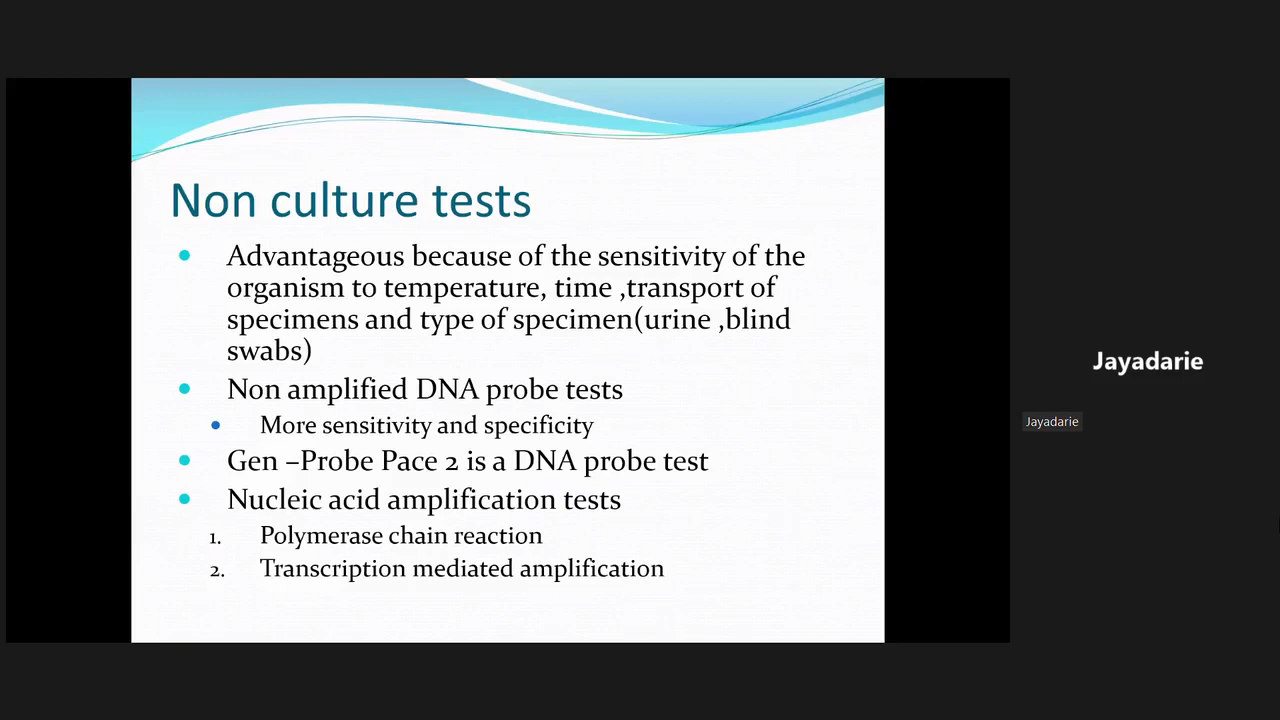 Non culture tests
Advantageous because of the sensitivity of the
organism to temperature, time ,transport of
specimens and type of specimen(urine ,blind
swabs)
Non amplified DNA probe tests
More sensitivity and specificity
Gen –Probe Pace 2 is a DNA probe test
Nucleic acid amplification tests
1. Polymerase chain reaction
2. Transcription mediated amplification
Jayadarie
Jayadarie